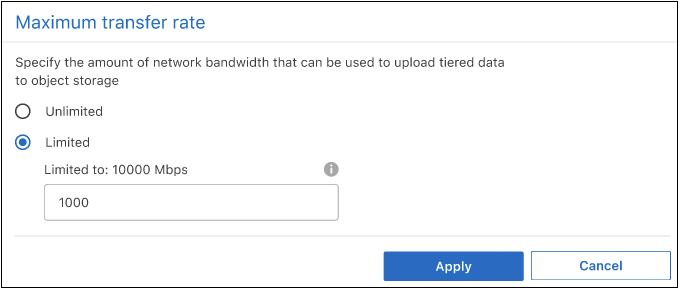 Maximum transfer rate
Specify the amount of network bandwidth that can be used to upload tiered data
to object storage
Unlimited
Limited
Limited to: 10000 Mbps
1000
Apply
Cancel